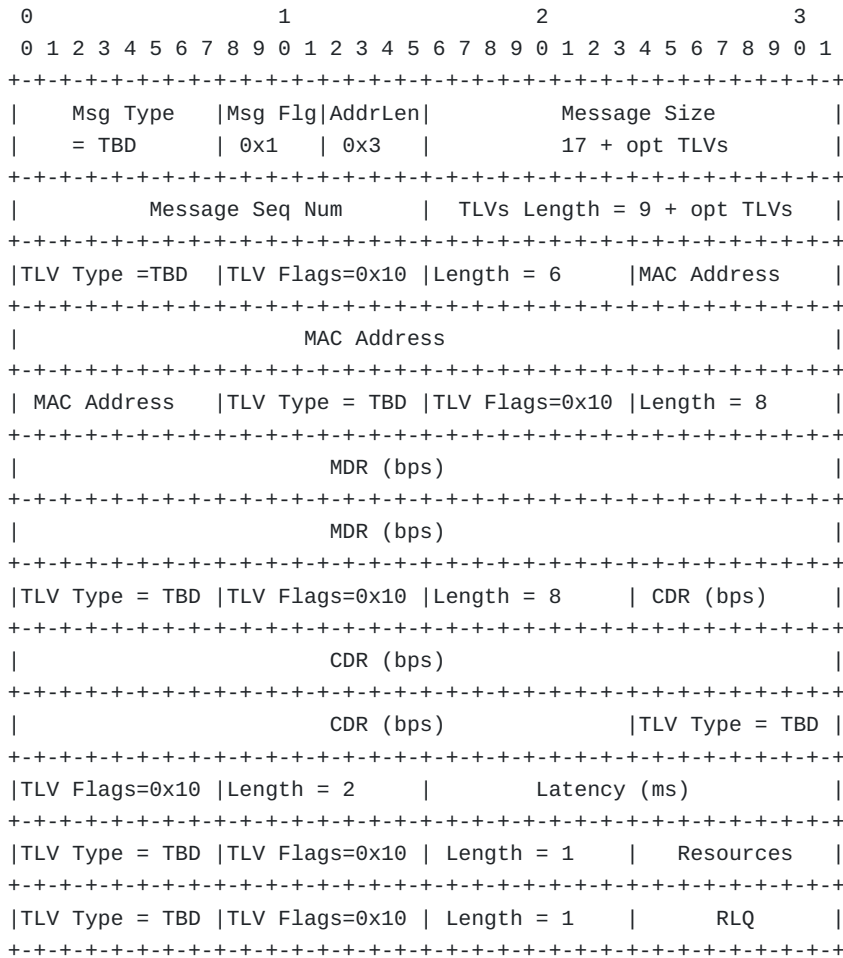 0                   1                   2                   3
 0 1 2 3 4 5 6 7 8 9 0 1 2 3 4 5 6 7 8 9 0 1 2 3 4 5 6 7 8 9 0 1
+-+-+-+-+-+-+-+-+-+-+-+-+-+-+-+-+-+-+-+-+-+-+-+-+-+-+-+-+-+-+-+-+
|    Msg Type   |Msg Flg|AddrLen|          Message Size         |
|    = TBD      | 0x1   | 0x3   |          17 + opt TLVs        |
+-+-+-+-+-+-+-+-+-+-+-+-+-+-+-+-+-+-+-+-+-+-+-+-+-+-+-+-+-+-+-+-+
|          Message Seq Num      |  TLVs Length = 9 + opt TLVs   |
+-+-+-+-+-+-+-+-+-+-+-+-+-+-+-+-+-+-+-+-+-+-+-+-+-+-+-+-+-+-+-+-+
|TLV Type =TBD  |TLV Flags=0x10 |Length = 6     |MAC Address    |
+-+-+-+-+-+-+-+-+-+-+-+-+-+-+-+-+-+-+-+-+-+-+-+-+-+-+-+-+-+-+-+-+
|                      MAC Address                              |
+-+-+-+-+-+-+-+-+-+-+-+-+-+-+-+-+-+-+-+-+-+-+-+-+-+-+-+-+-+-+-+-+
| MAC Address   |TLV Type = TBD |TLV Flags=0x10 |Length = 8     |
+-+-+-+-+-+-+-+-+-+-+-+-+-+-+-+-+-+-+-+-+-+-+-+-+-+-+-+-+-+-+-+-+
|                        MDR (bps)                              |
+-+-+-+-+-+-+-+-+-+-+-+-+-+-+-+-+-+-+-+-+-+-+-+-+-+-+-+-+-+-+-+-+
|                        MDR (bps)                              |
+-+-+-+-+-+-+-+-+-+-+-+-+-+-+-+-+-+-+-+-+-+-+-+-+-+-+-+-+-+-+-+-+
|TLV Type = TBD |TLV Flags=0x10 |Length = 8     | CDR (bps)     |
+-+-+-+-+-+-+-+-+-+-+-+-+-+-+-+-+-+-+-+-+-+-+-+-+-+-+-+-+-+-+-+-+
|                        CDR (bps)                              |
+-+-+-+-+-+-+-+-+-+-+-+-+-+-+-+-+-+-+-+-+-+-+-+-+-+-+-+-+-+-+-+-+
|                        CDR (bps)              |TLV Type = TBD |
+-+-+-+-+-+-+-+-+-+-+-+-+-+-+-+-+-+-+-+-+-+-+-+-+-+-+-+-+-+-+-+-+
|TLV Flags=0x10 |Length = 2     |        Latency (ms)           |
+-+-+-+-+-+-+-+-+-+-+-+-+-+-+-+-+-+-+-+-+-+-+-+-+-+-+-+-+-+-+-+-+
|TLV Type = TBD |TLV Flags=0x10 | Length = 1    |   Resources   |
+-+-+-+-+-+-+-+-+-+-+-+-+-+-+-+-+-+-+-+-+-+-+-+-+-+-+-+-+-+-+-+-+
|TLV Type = TBD |TLV Flags=0x10 | Length = 1    |      RLQ      |
+-+-+-+-+-+-+-+-+-+-+-+-+-+-+-+-+-+-+-+-+-+-+-+-+-+-+-+-+-+-+-+-+